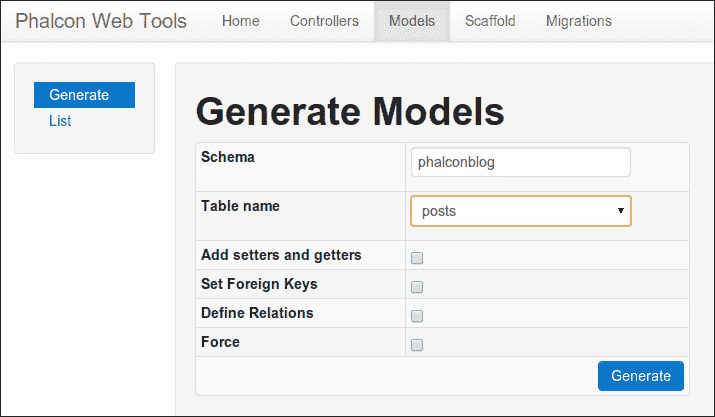 Phalcon Web Tools Home Controllers Models Scaffold Migrations
Generate
List
Generate Models
Schema phalconblog
Table name posts
Add setters and getters
Set Foreign Keys
Define Relations
Force
Generate